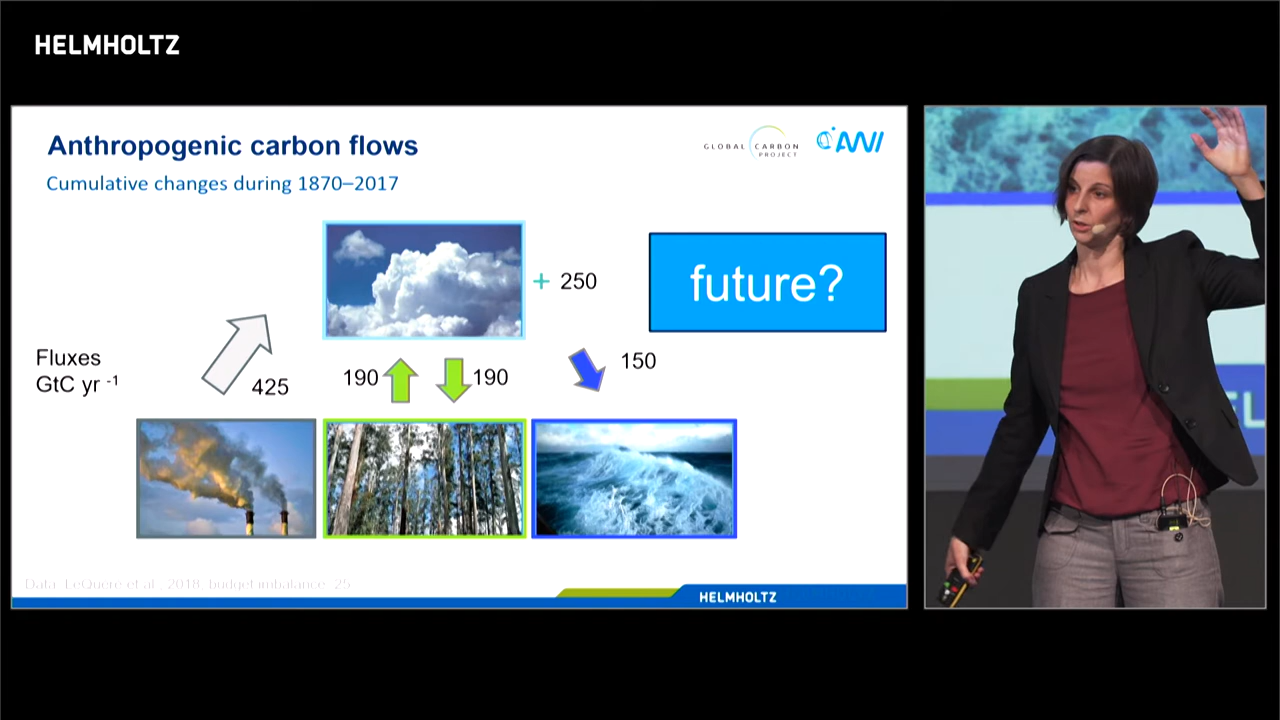 HELMHOLTZ
Anthropogenic carbon flows
Cumulative changes during 1870–2017
GLOBAL CARBON
PROJECT
AWI
+ 250
future?
Fluxes
GtC yr -1
425
190
190
150
Data: LeQuere et al., 2018, budget imbalance: 25
HELMHOLTZ